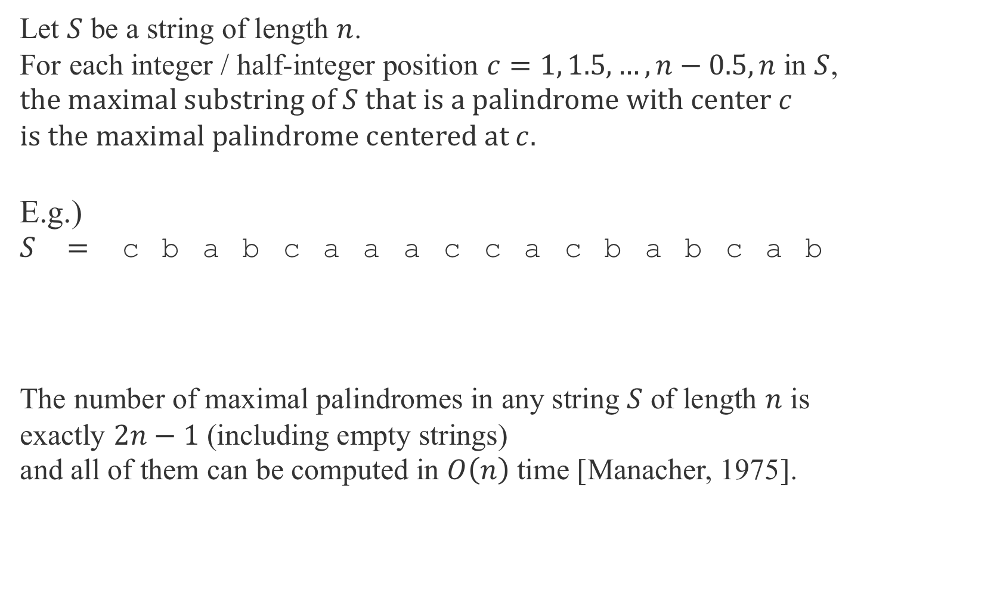 Let S be a string of length n.
For each integer / half-integer position c = 1, 1.5, … , n − 0.5, n in S,
the maximal substring of S that is a palindrome with center c
is the maximal palindrome centered at c.
E.g.)
S = c b a b c a a a c c a c b a b c a b
The number of maximal palindromes in any string S of length n is
exactly 2n − 1 (including empty strings)
and all of them can be computed in O(n) time [Manacher, 1975].